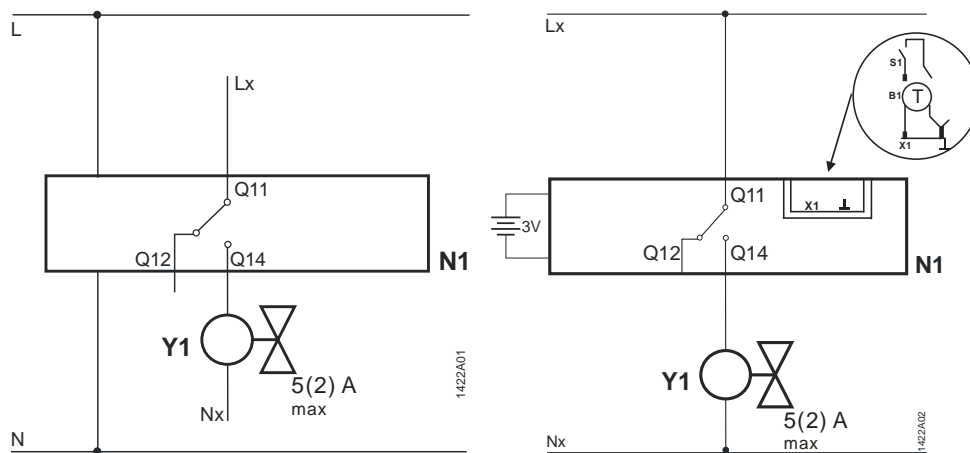 L
Lx
Q11
Q12
Q14
N1
Y1
5(2) A
max
Nx
N
1422A01
Lx
S1
B1
T
X1
Q11
X1
3V
Q12
Q14
N1
Y1
5(2) A
max
Nx
1422A02